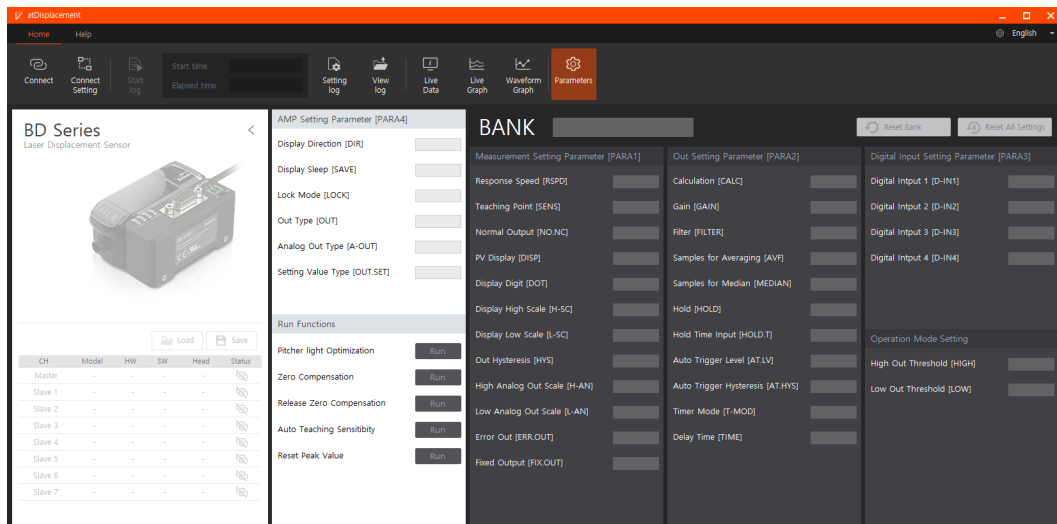 atDisplacement
Home Help English
Connect
Connect Setting
Start log
Start time
Elapsed time
Setting log
View log
Live Data
Live Graph
Waveform Graph
Parameters
BD Series
Laser Displacement Sensor
Load Save
CH Model HW SW Head Status
Master - - - -
Slave 1 - - - -
Slave 2 - - - -
Slave 3 - - - -
Slave 4 - - - -
Slave 5 - - - -
Slave 6 - - - -
Slave 7 - - - -
AMP Setting Parameter [PARA4]
Display Direction [DIR]
Display Sleep [SAVE]
Lock Mode [LOCK]
Out Type [OUT]
Analog Out Type [A-OUT]
Setting Value Type [OUT.SET]
Run Functions
Pitcher light Optimization Run
Zero Compensation Run
Release Zero Compensation Run
Auto Teaching Sensitibity Run
Reset Peak Value Run
BANK
Reset Bank
Reset All Settings
Measurement Setting Parameter [PARA1]
Response Speed [RSPD]
Teaching Point [SENS]
Normal Output [NO.NC]
PV Display [DISP]
Display Digit [DOT]
Display High Scale [H-SC]
Display Low Scale [L-SC]
Out Hysteresis [HYS]
High Analog Out Scale [H-AN]
Low Analog Out Scale [L-AN]
Error Out [ERR.OUT]
Fixed Output [FIX.OUT]
Out Setting Parameter [PARA2]
Calculation [CALC]
Gain [GAIN]
Filter [FILTER]
Samples for Averaging [AVF]
Samples for Median [MEDIAN]
Hold [HOLD]
Hold Time Input [HOLD.T]
Auto Trigger Level [AT.LV]
Auto Trigger Hysteresis [AT.HYS]
Timer Mode [T-MOD]
Delay Time [TIME]
Digital Input Setting Parameter [PARA3]
Digital Intput 1 [D-IN1]
Digital Intput 2 [D-IN2]
Digital Intput 3 [D-IN3]
Digital Intput 4 [D-IN4]
Operation Mode Setting
High Out Threshold [HIGH]
Low Out Threshold [LOW]